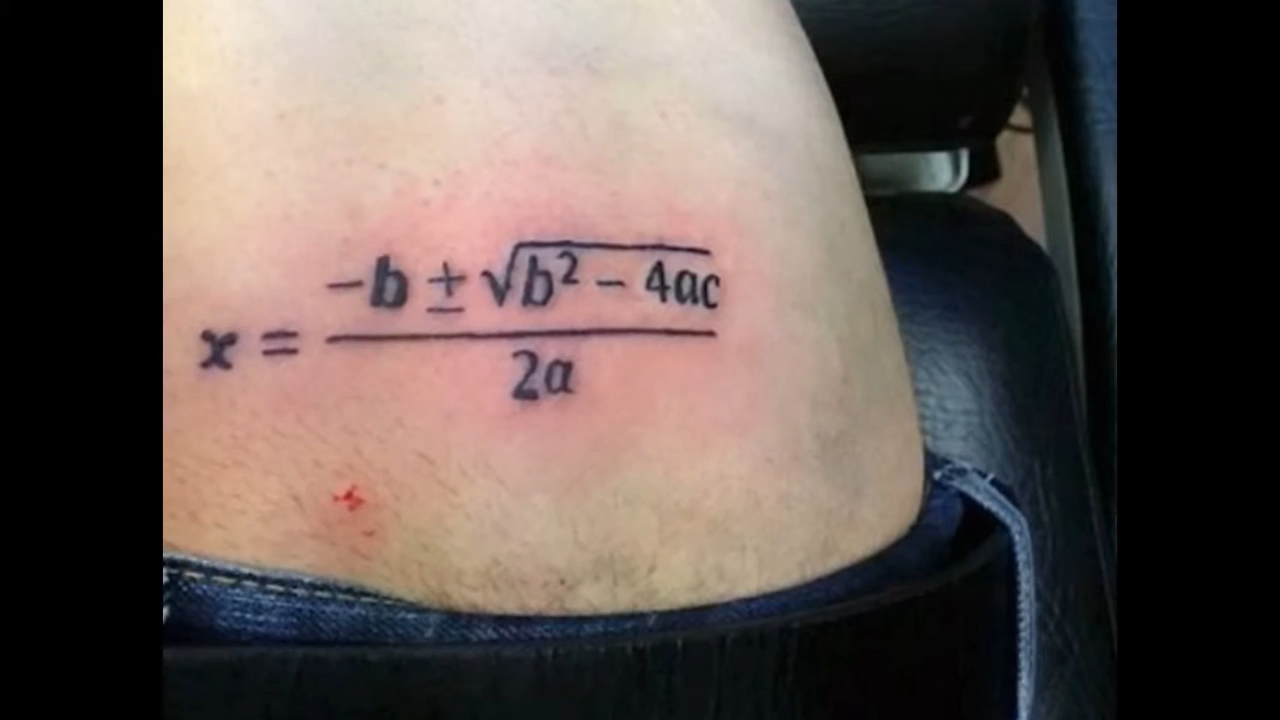 x = -b ± √b² - 4ac
2a